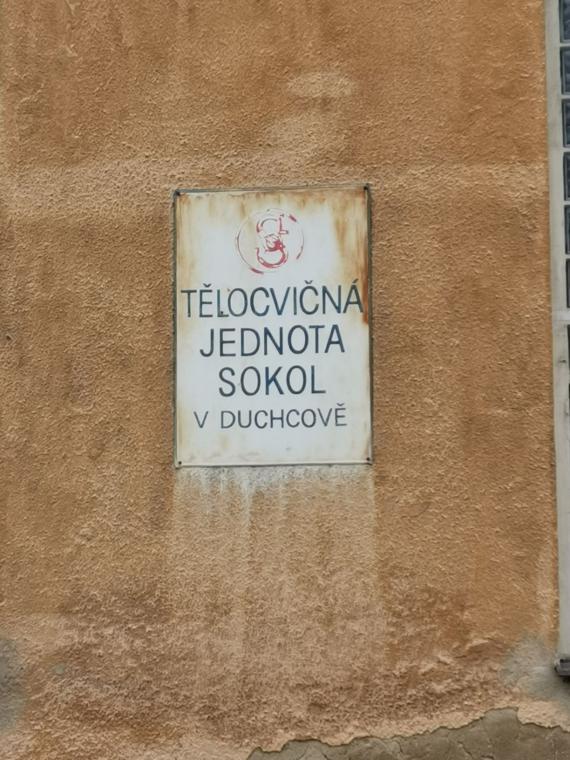 TĚLOCVIČNÁ
JEDNOTA
SOKOL
V DUCHCOVĚ